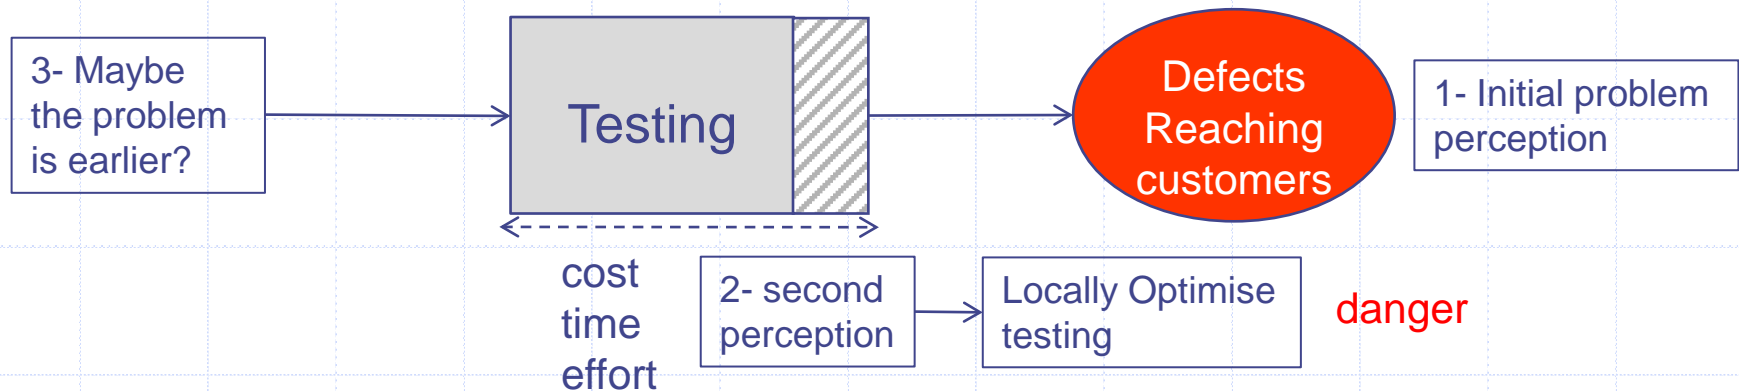 3- Maybe
the problem
is earlier?
Testing
Defects
Reaching
customers
1- Initial problem
perception
cost
time
effort
2- second
perception
Locally Optimise
testing
danger